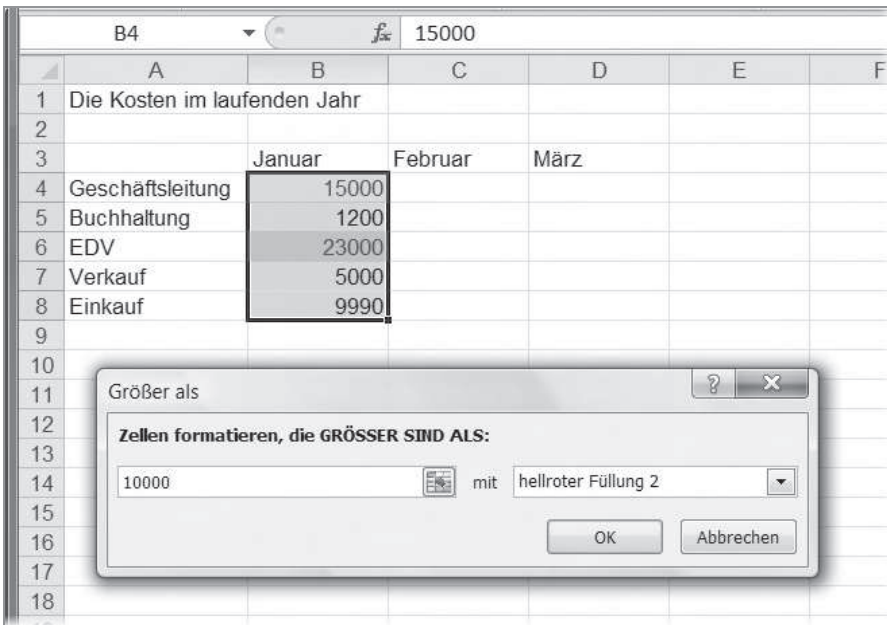 B4 fx 15000
A B C D E F
1 Die Kosten im laufenden Jahr
2
3 Januar Februar März
4 Geschäftsleitung 15000
5 Buchhaltung 1200
6 EDV 23000
7 Verkauf 5000
8 Einkauf 9990
9
10
11 Größer als ?
12 Zellen formatieren, die GRÖSSER SIND ALS:
13
14 10000 mit hellroter Füllung 2
15
16 OK Abbrechen
17
18